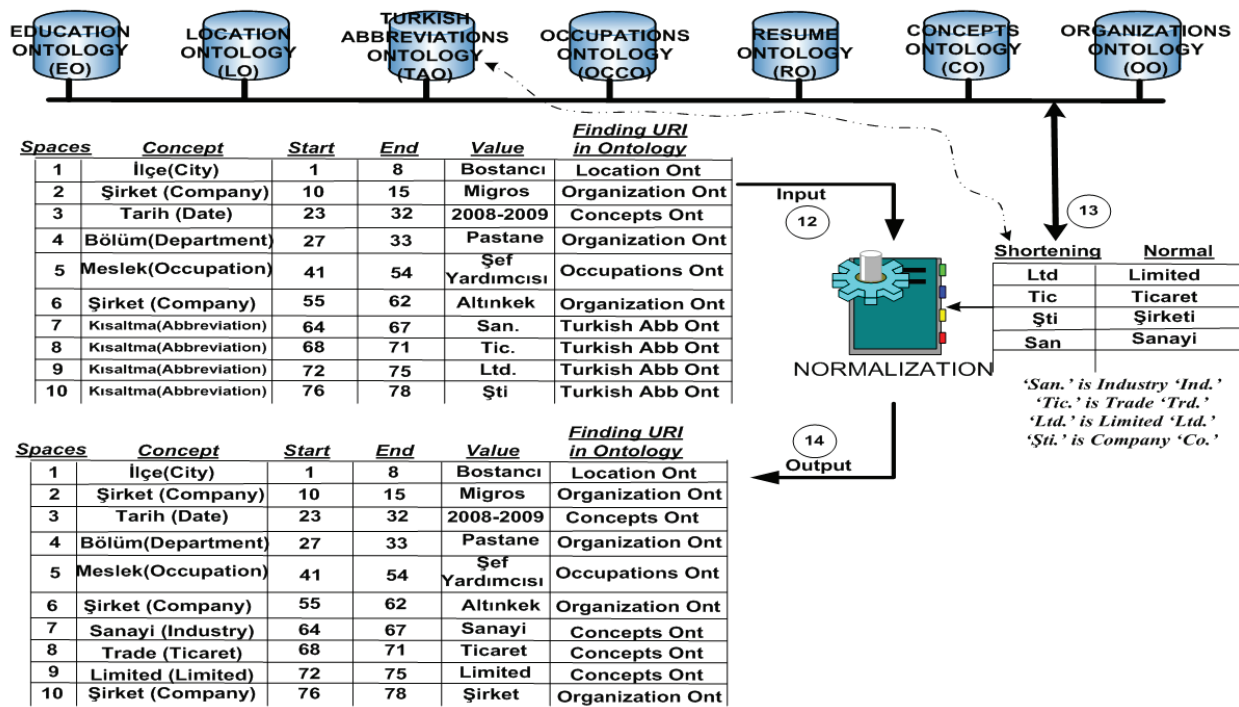 EDUCATION ONTOLOGY (EO)
LOCATION ONTOLOGY (LO)
TURKISH ABBREVIATIONS ONTOLOGY (TAO)
OCCUPATIONS ONTOLOGY (OCCO)
RESUME ONTOLOGY (RO)
CONCEPTS ONTOLOGY (CO)
ORGANIZATIONS ONTOLOGY (OO)
Spaces Concept Start End Value Finding URI in Ontology
1 İlçe(City) 1 8 Bostancı Location Ont
2 Şirket (Company) 10 15 Migros Organization Ont
3 Tarih (Date) 23 32 2008-2009 Concepts Ont
4 Bölüm(Department) 27 33 Pastane Organization Ont
5 Meslek(Occupation) 41 54 Şef Yardımcısı Occupations Ont
6 Şirket (Company) 55 62 Altınkek Organization Ont
7 Kısaltma(Abbreviation) 64 67 San. Turkish Abb Ont
8 Kısaltma(Abbreviation) 68 71 Tic. Turkish Abb Ont
9 Kısaltma(Abbreviation) 72 75 Ltd. Turkish Abb Ont
10 Kısaltma(Abbreviation) 76 78 Şti Turkish Abb Ont
Input
12
13
NORMALIZATION
Shortening Normal
Ltd Limited
Tic Ticaret
Şti Şirketi
San Sanayi
'San.' is Industry 'Ind.'
'Tic.' is Trade 'Trd.'
'Ltd.' is Limited 'Ltd.'
'Şti.' is Company 'Co.'
14
Output
Spaces Concept Start End Value Finding URI in Ontology
1 İlçe(City) 1 8 Bostancı Location Ont
2 Şirket (Company) 10 15 Migros Organization Ont
3 Tarih (Date) 23 32 2008-2009 Concepts Ont
4 Bölüm(Department) 27 33 Pastane Organization Ont
5 Meslek(Occupation) 41 54 Şef Yardımcısı Occupations Ont
6 Şirket (Company) 55 62 Altınkek Organization Ont
7 Sanayi (Industry) 64 67 Sanayi Concepts Ont
8 Trade (Ticaret) 68 71 Ticaret Concepts Ont
9 Limited (Limited) 72 75 Limited Concepts Ont
10 Şirket (Company) 76 78 Şirket Organization Ont